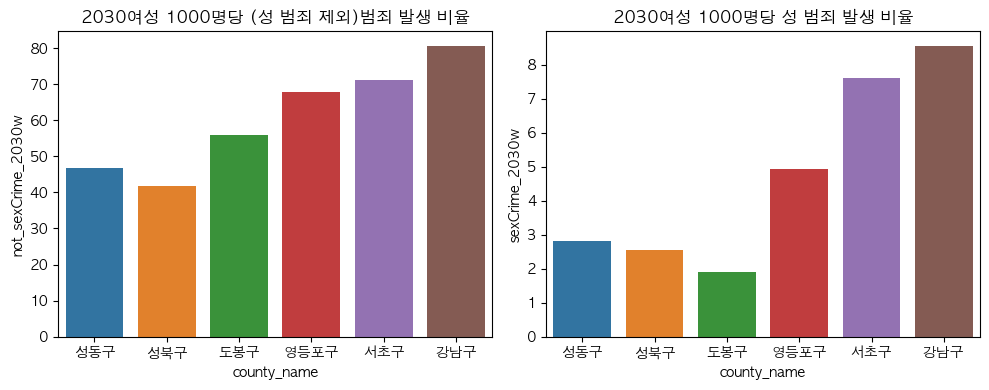 2030여성 1000명당 (성 범죄 제외)범죄 발생 비율
not_sexCrime_2030w
80
70
60
50
40
30
20
10
0
성동구 성북구 도봉구 영등포구 서초구 강남구
county_name
2030여성 1000명당 성 범죄 발생 비율
sexCrime_2030w
8
7
6
5
4
3
2
1
0
성동구 성북구 도봉구 영등포구 서초구 강남구
county_name